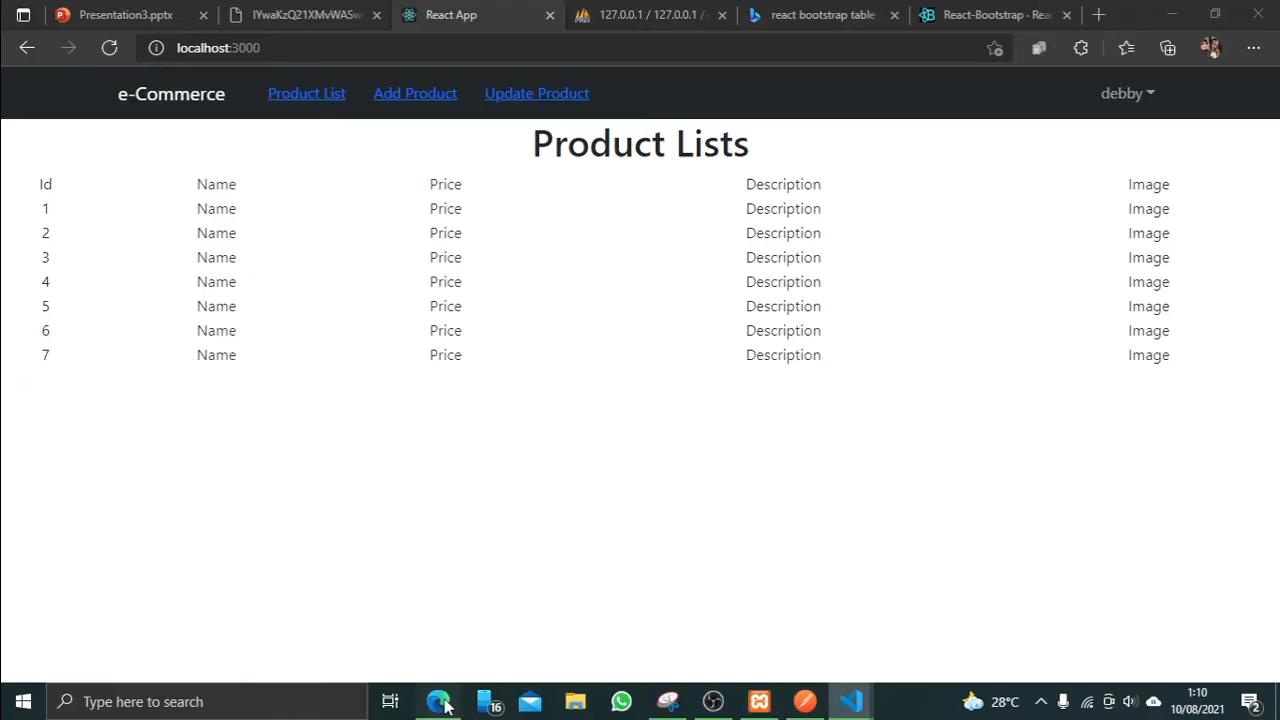 Presentation3.pptx
IYwaKzQ21XMvWASw
React App
127.0.0.1 / 127.0.0.1 /
react bootstrap table
React-Bootstrap - Rea
localhost:3000
e-Commerce Product List Add Product Update Product debby
Product Lists
Id Name Price Description Image
1 Name Price Description Image
2 Name Price Description Image
3 Name Price Description Image
4 Name Price Description Image
5 Name Price Description Image
6 Name Price Description Image
7 Name Price Description Image
Type here to search
16
28°C
1:10
10/08/2021
2